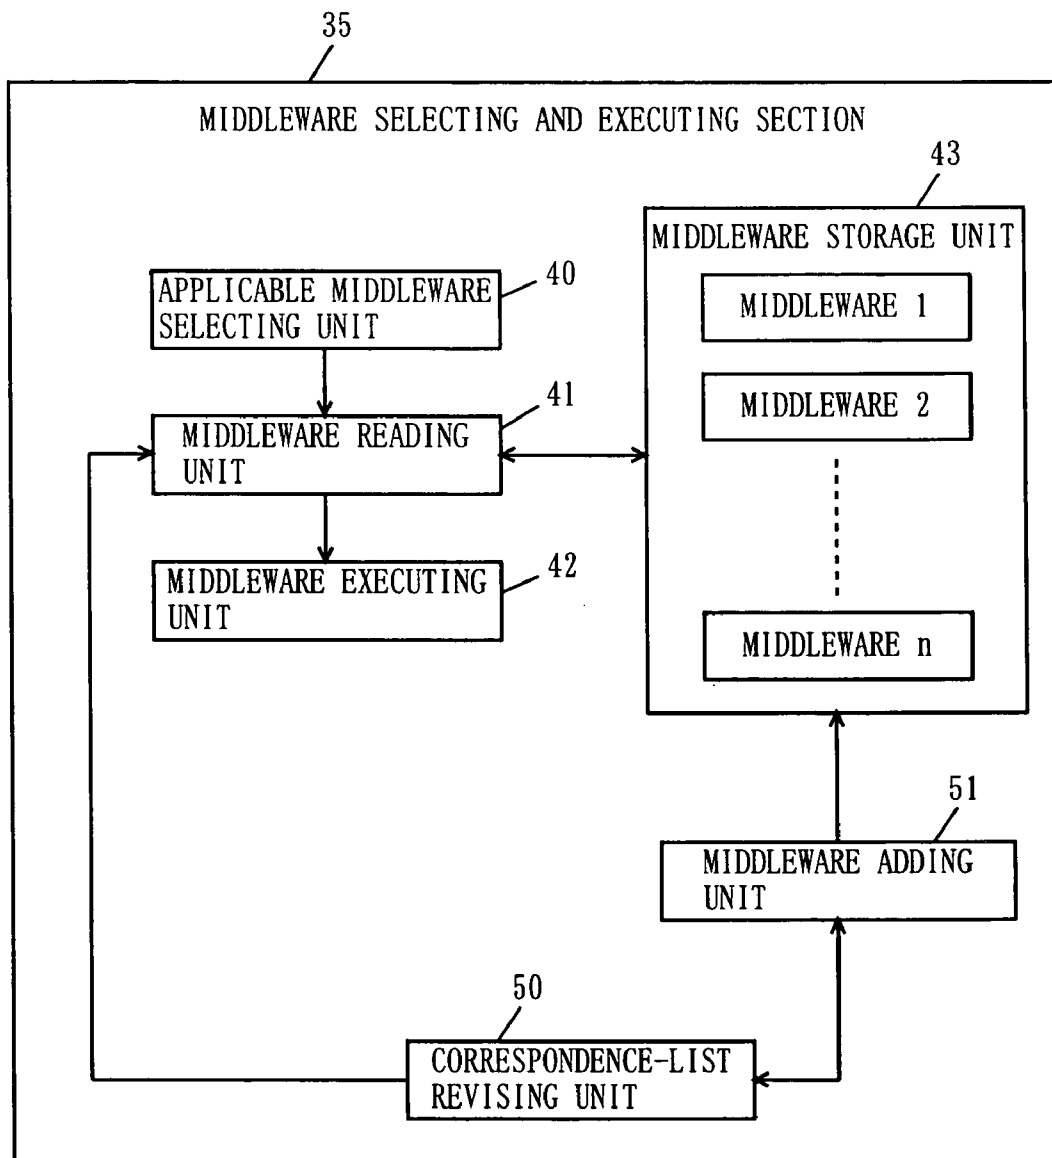 35
MIDDLEWARE SELECTING AND EXECUTING SECTION
43
MIDDLEWARE STORAGE UNIT
MIDDLEWARE 1
MIDDLEWARE 2
MIDDLEWARE n
40
APPLICABLE MIDDLEWARE
SELECTING UNIT
41
MIDDLEWARE READING
UNIT
42
MIDDLEWARE EXECUTING
UNIT
51
MIDDLEWARE ADDING
UNIT
50
CORRESPONDENCE-LIST
REVISING UNIT